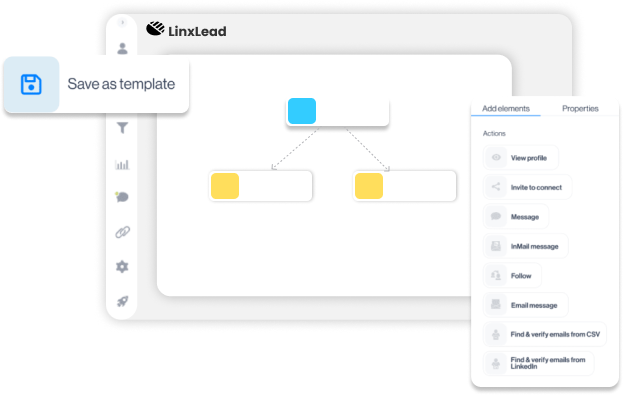 LinxLead
Save as template
Add elements
Properties
Actions
View profile
Invite to connect
Message
InMail message
Follow
Email message
Find & verify emails from CSV
Find & verify emails from
LinkedIn